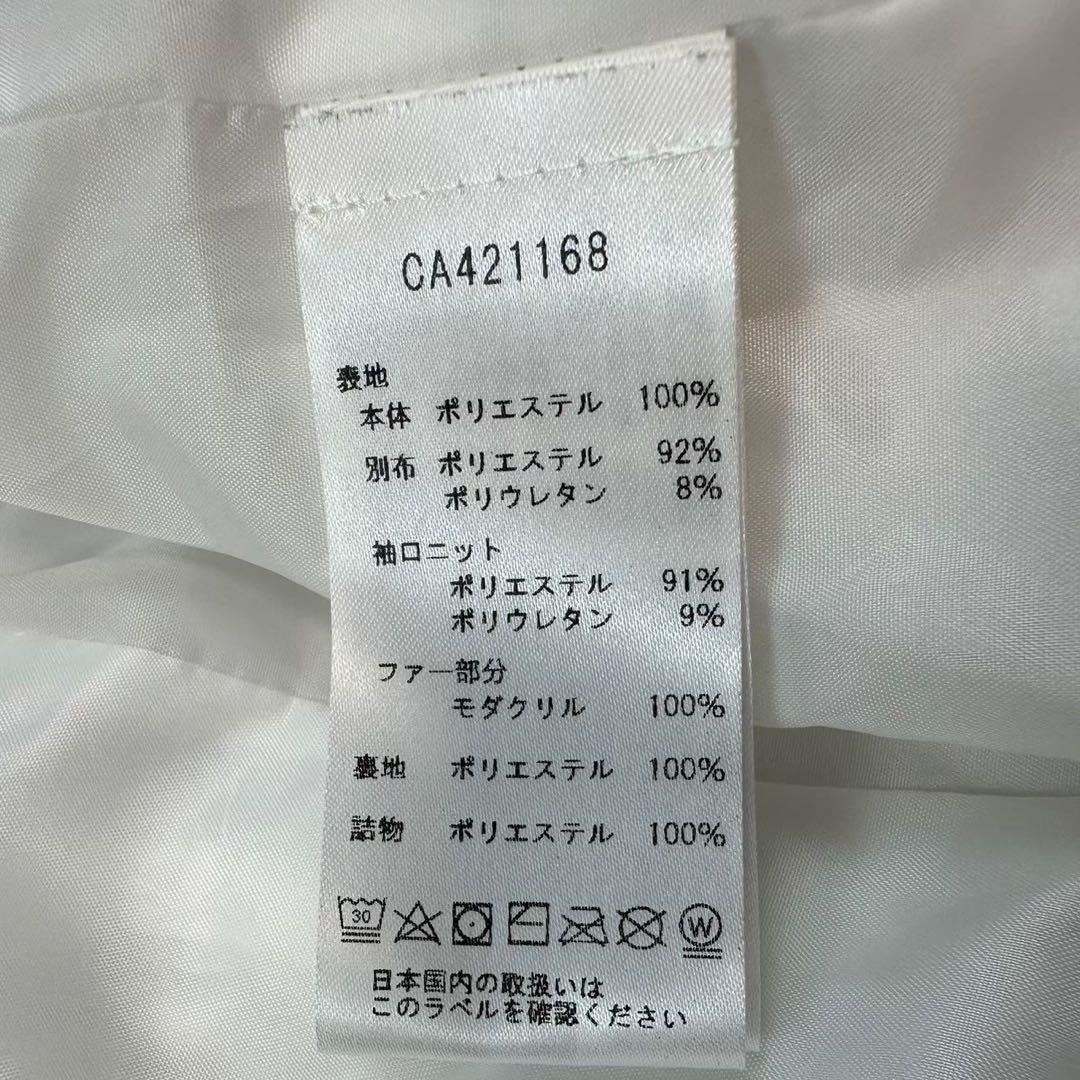 CA421168
表地
本体 ポリエステル 100%
別布 ポリエステル 92%
ポリウレタン 8%
袖口ニット
ポリエステル 91%
ポリウレタン 9%
ファー部分
モダクリル 100%
裏地 ポリエステル 100%
詰物 ポリエステル 100%
30 W
日本国内の取扱いは
このラベルを確認ください